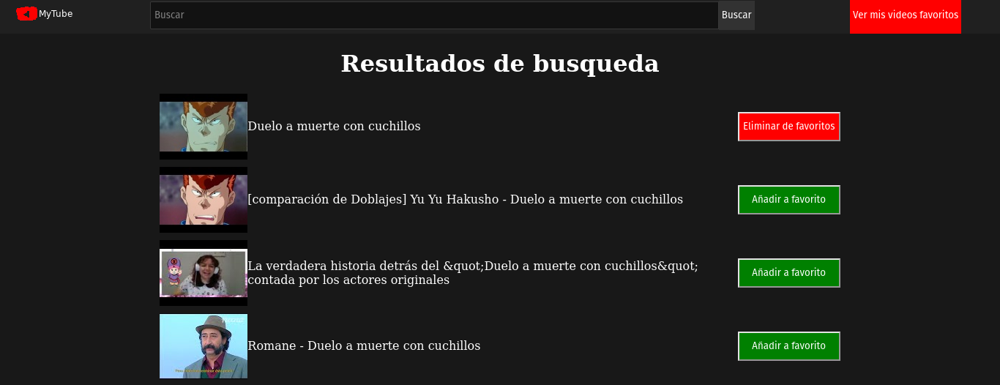 MyTube
Buscar
Buscar
Ver mis videos favoritos
Resultados de busqueda
Duelo a muerte con cuchillos
Eliminar de favoritos
[comparación de Doblajes] Yu Yu Hakusho - Duelo a muerte con cuchillos
Añadir a favorito
La verdadera historia detrás del &quot;Duelo a muerte con cuchillos&quot;
contada por los actores originales
Añadir a favorito
Romane - Duelo a muerte con cuchillos
Añadir a favorito